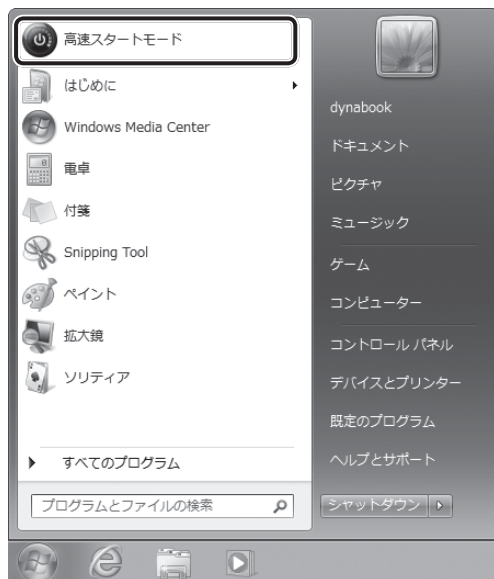 高速スタートモード
はじめに
Windows Media Center
電卓
付箋
Snipping Tool
ペイント
拡大鏡
ソリティア
すべてのプログラム
プログラムとファイルの検索
dynabook
ドキュメント
ピクチャ
ミュージック
ゲーム
コンピューター
コントロール パネル
デバイスとプリンター
既定のプログラム
ヘルプとサポート
シャットダウン